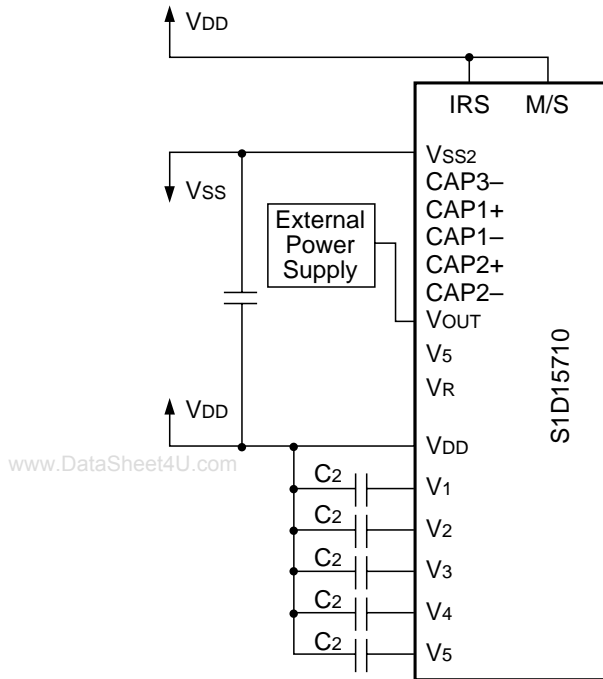 VDD
IRS M/S
VSS2
VSS
CAP3–
CAP1+
CAP1–
CAP2+
CAP2–
VOUT
External
Power
Supply
V5
VR
S1D15710
VDD
VDD
www.DataSheet4U.com
C2 V1
C2 V2
C2 V3
C2 V4
C2 V5